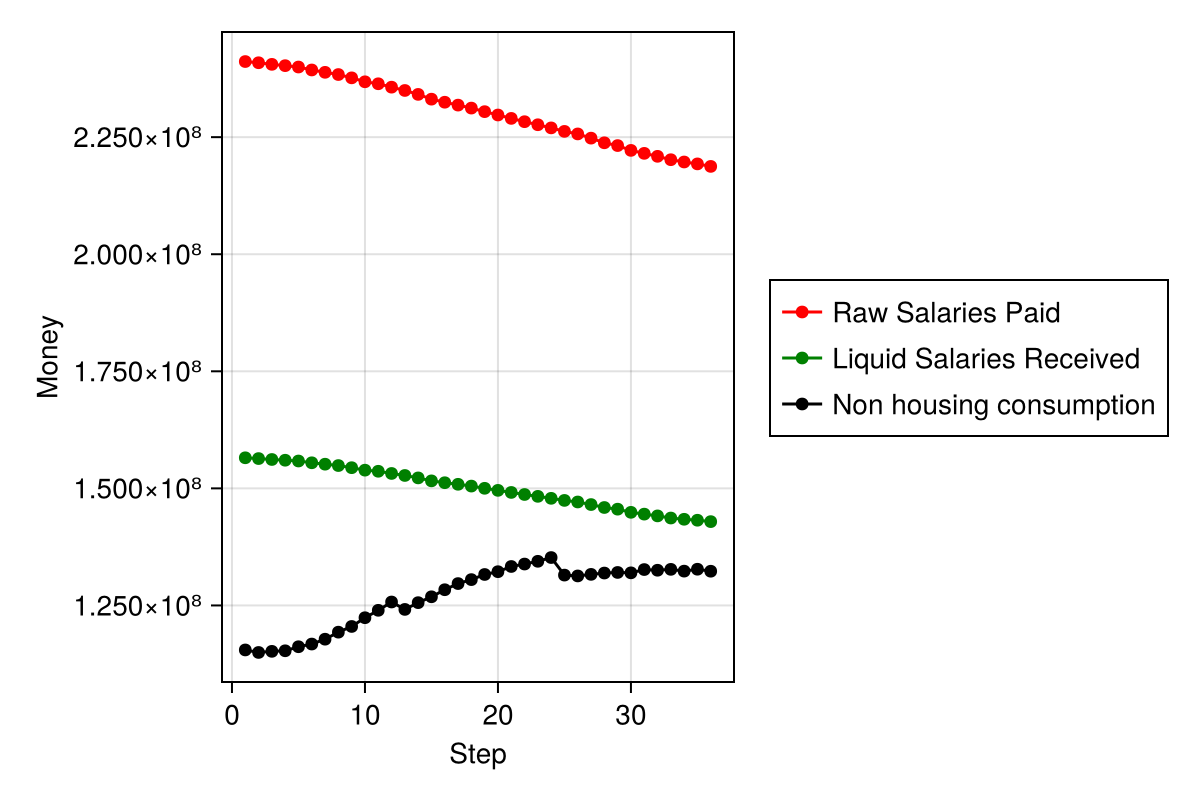 2.250×10⁸
2.000×10⁸
1.750×10⁸
1.500×10⁸
1.250×10⁸
Money
0 10 20 30
Step
Raw Salaries Paid
Liquid Salaries Received
Non housing consumption